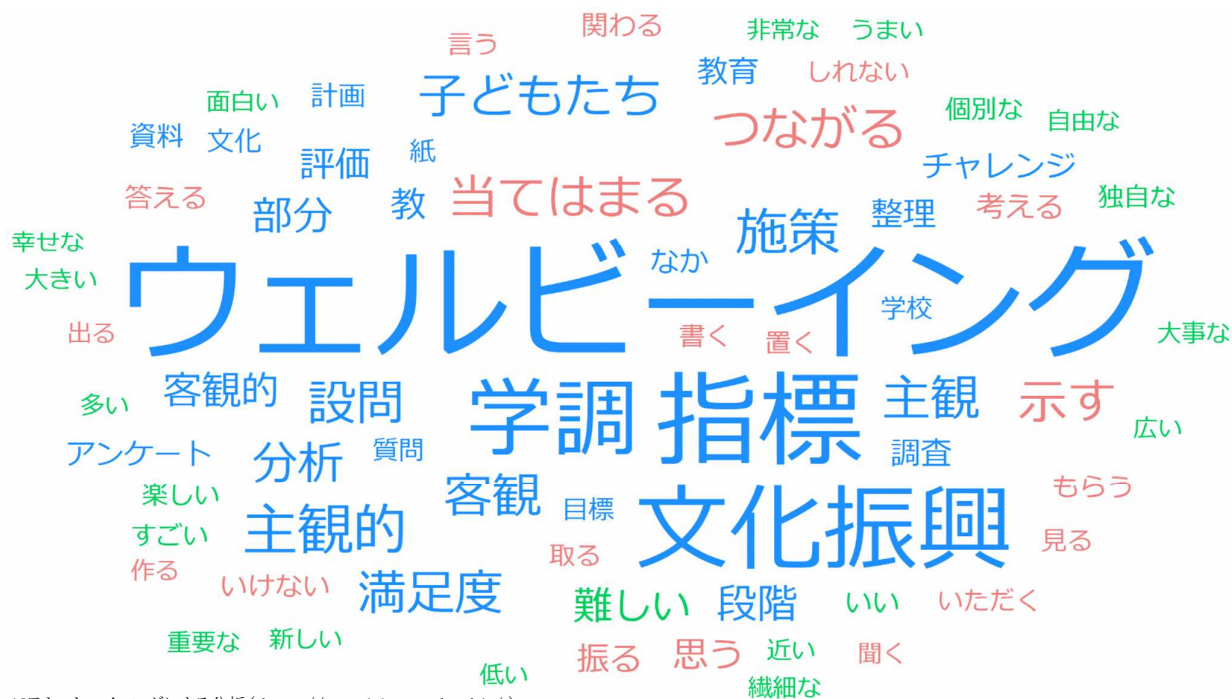 関わる 非常な うまい
言う 子どもたち 教育 しれない
面白い 計画 つながる 個別な 自由な
資料 文化 評価 紙 チャレンジ
答える 部分 教 当てはまる 施策 整理 考える 独自な
幸せな
大きい ウェルビーイング なか
出る 書く 置く 学校 大事な
多い 客観的 設問 学調 指標 主観 示す 広い
アンケート 分析 質問 調査
楽しい 客観 目標 文化振興 もらう
すごい 主観的 見る
作る いけない 満足度 取る
難しい 段階 いい いただく
重要な 新しい 振る 思う 近い 聞く
低い 繊細な